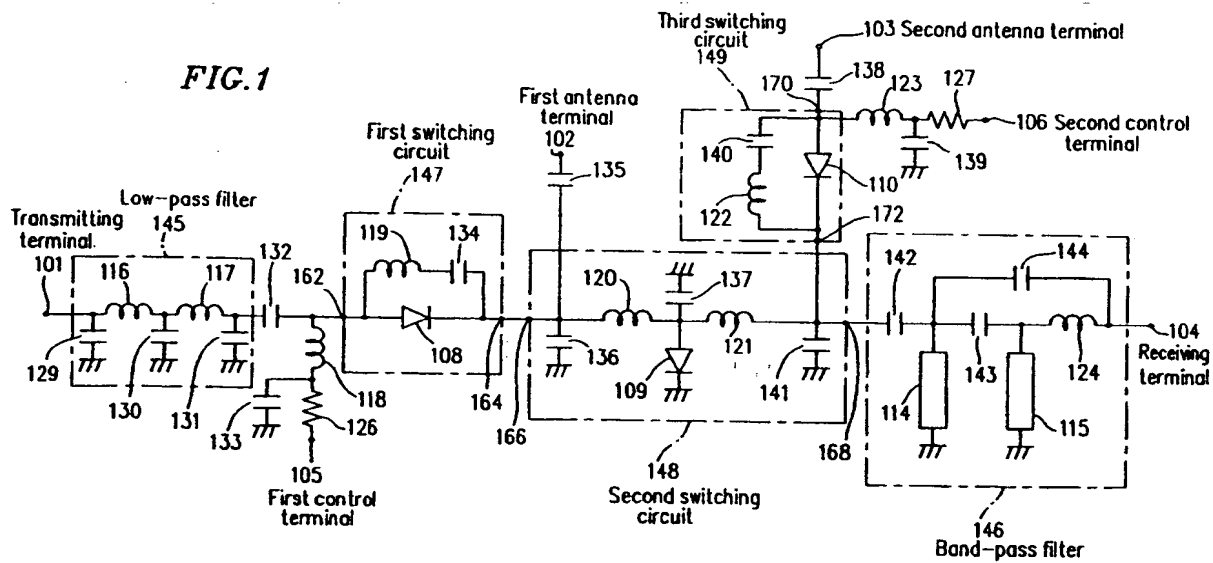 FIG. 1
Third switching
circuit
149
103 Second antenna terminal
138
170
123
127
106 Second control
terminal
139
140
110
122
172
First antenna
terminal
102
135
First switching
circuit
147
119
134
108
164
Low-pass filter
145
Transmitting
terminal
101
116
117
132
162
129
130
131
133
118
126
105
First control
terminal
120
137
136
109
121
141
166
168
148
Second switching
circuit
142
144
143
124
114
115
104
Receiving
terminal
146
Band-pass filter